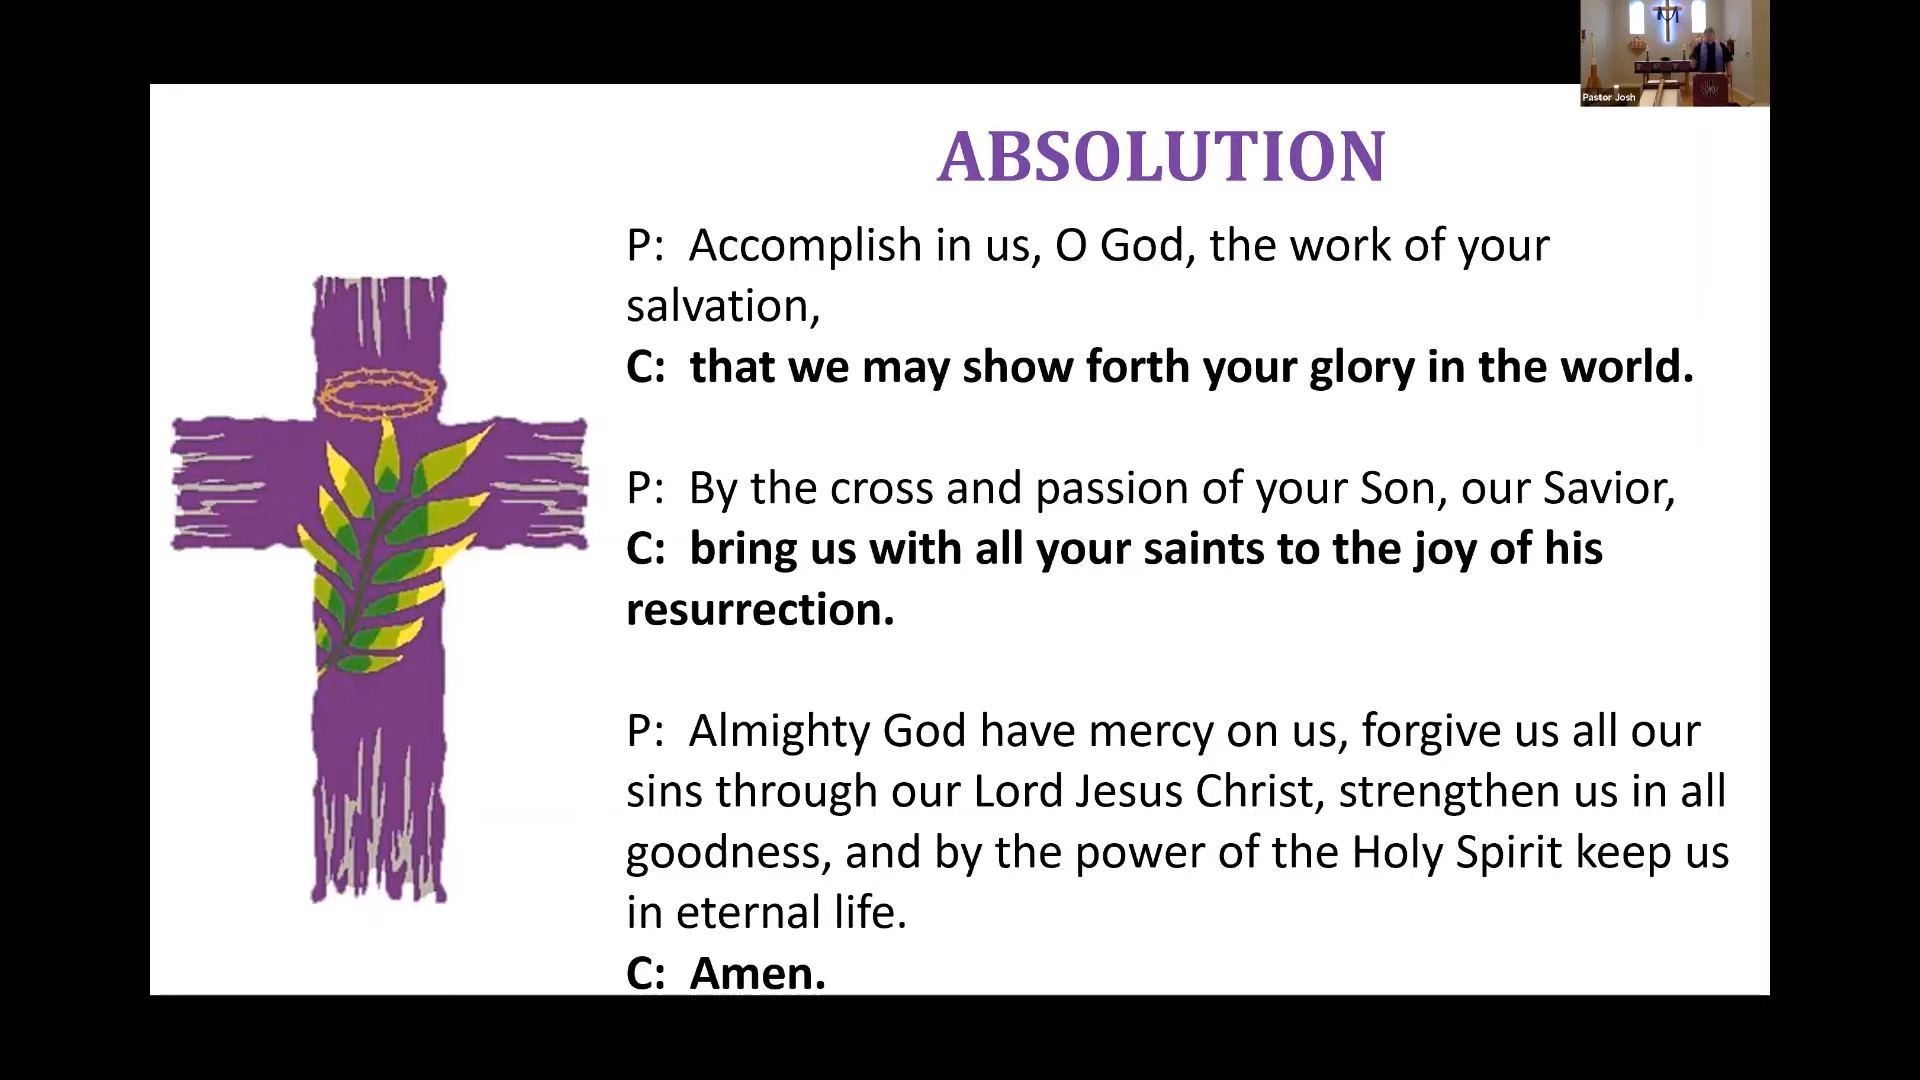 Pastor Josh
ABSOLUTION
P:  Accomplish in us, O God, the work of your
salvation,
C:  that we may show forth your glory in the world.
P:  By the cross and passion of your Son, our Savior,
C:  bring us with all your saints to the joy of his
resurrection.
P:  Almighty God have mercy on us, forgive us all our
sins through our Lord Jesus Christ, strengthen us in all
goodness, and by the power of the Holy Spirit keep us
in eternal life.
C:  Amen.